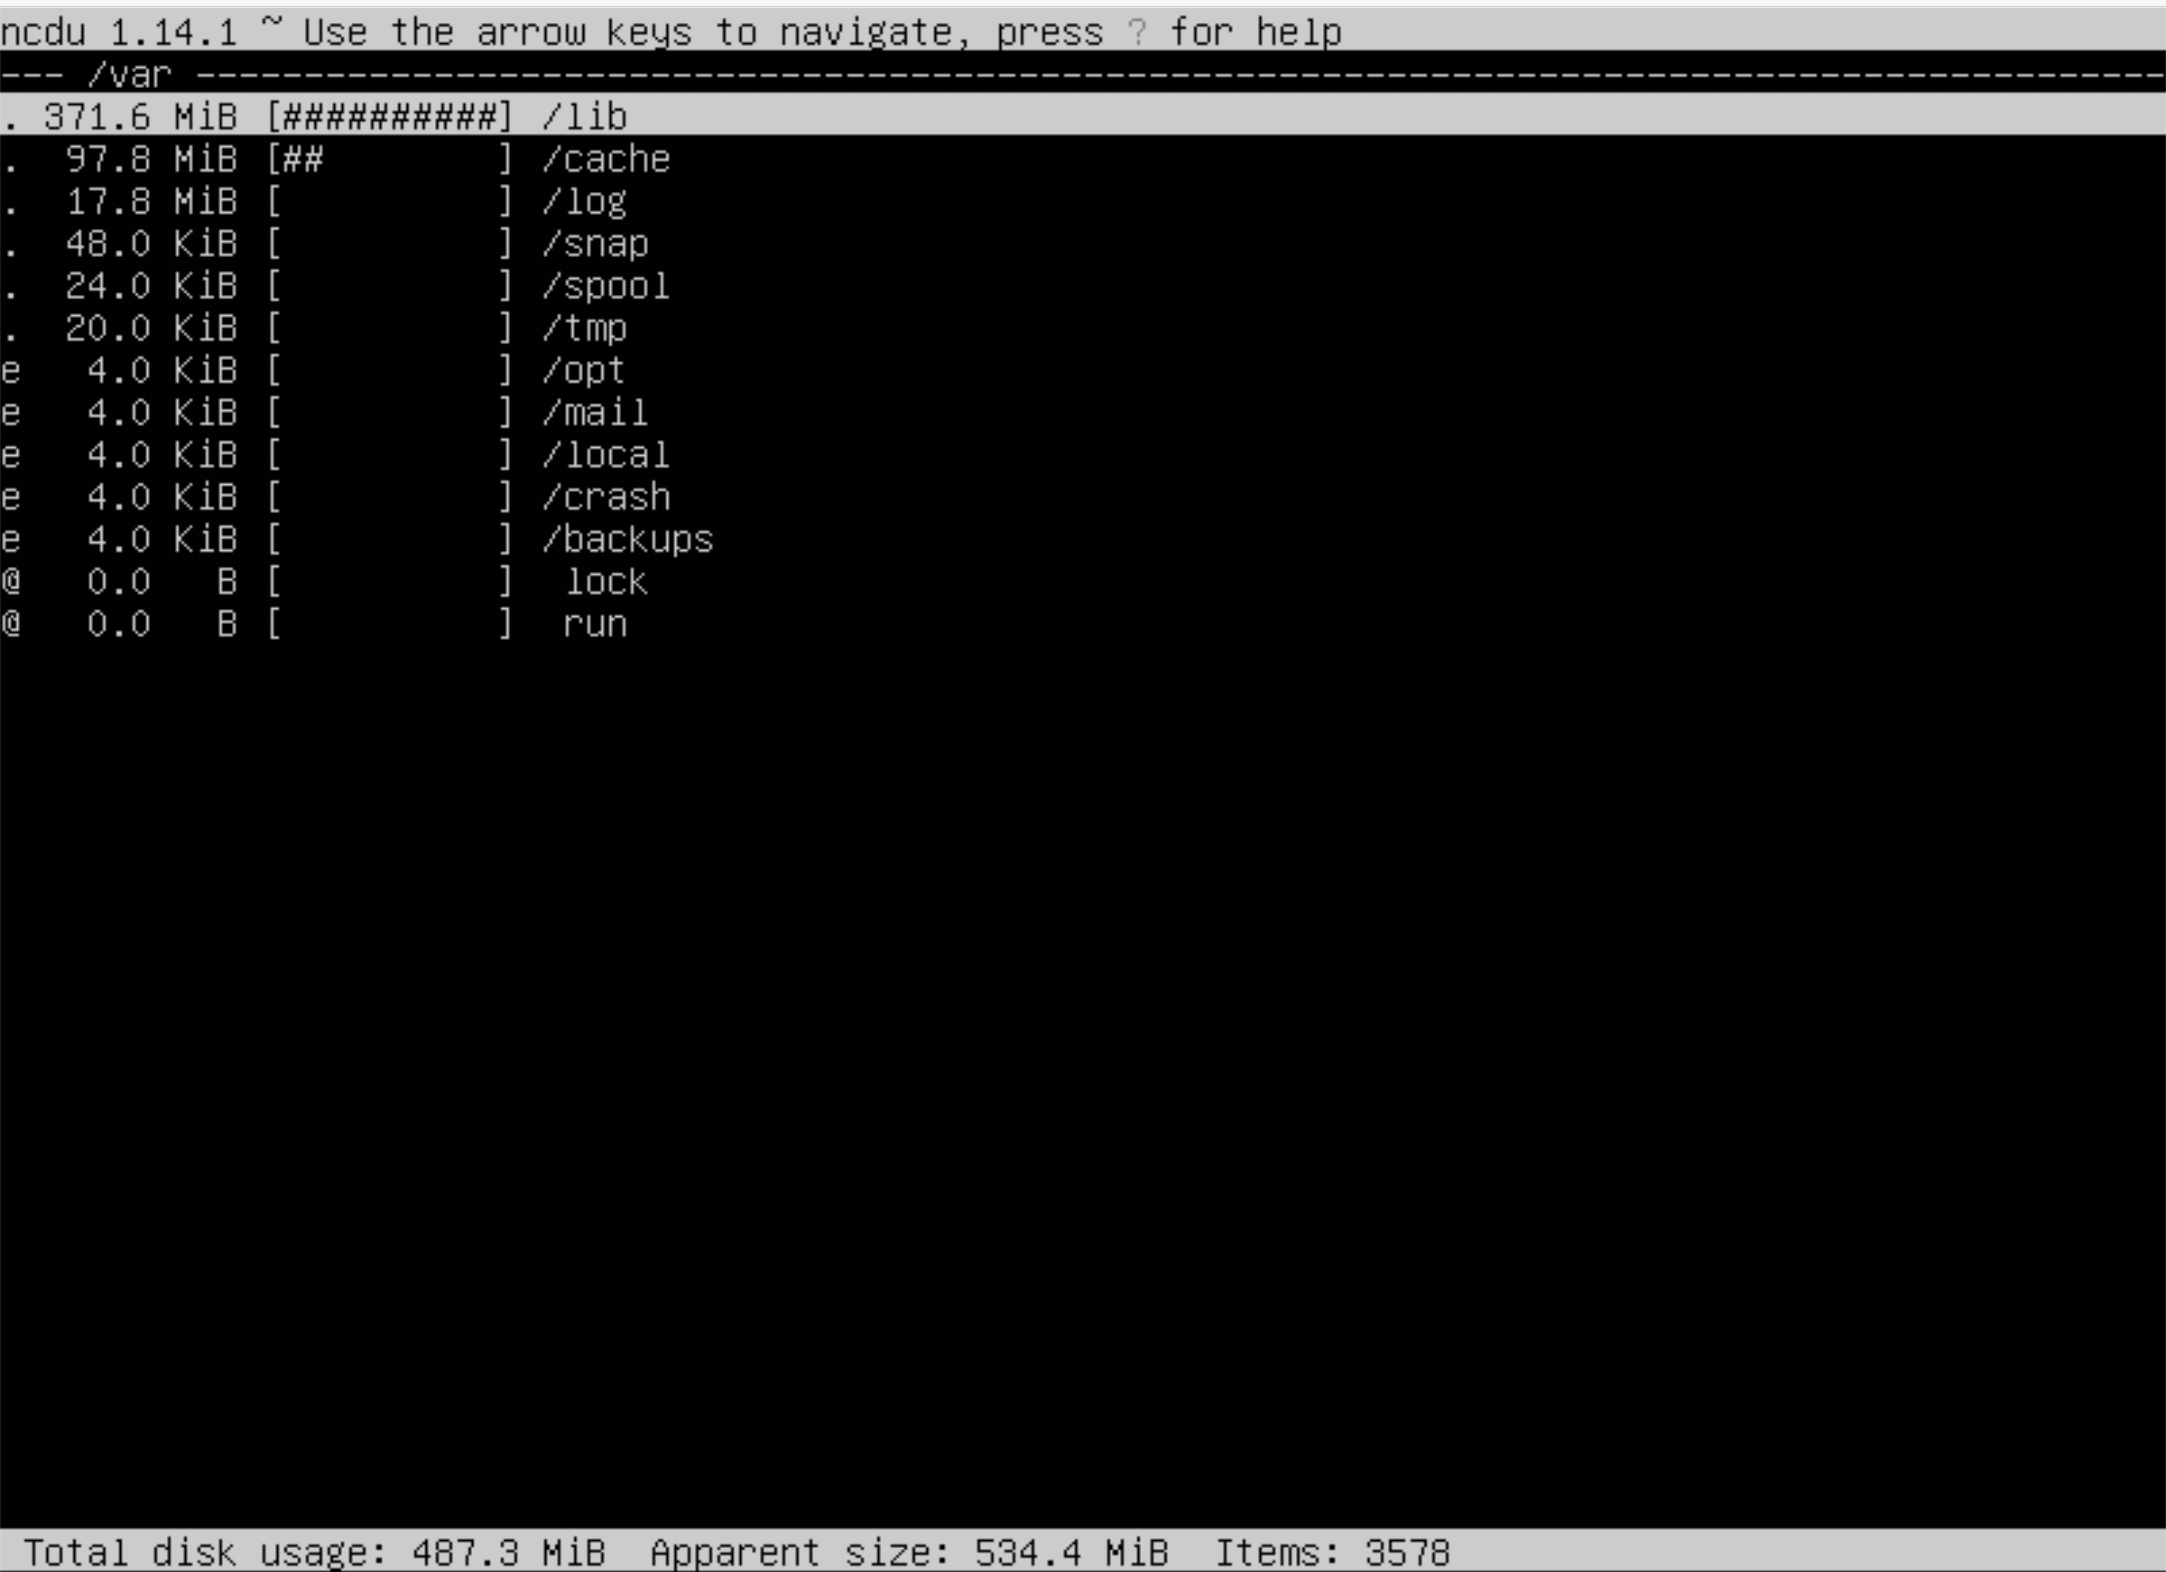 ncdu 1.14.1 ~ Use the arrow keys to navigate, press ? for help
--- /var -------------------------------------------------------------------------------------------
. 371.6 MiB [##########] /lib
.  97.8 MiB [##        ] /cache
.  17.8 MiB [          ] /log
.  48.0 KiB [          ] /snap
.  24.0 KiB [          ] /spool
.  20.0 KiB [          ] /tmp
e   4.0 KiB [          ] /opt
e   4.0 KiB [          ] /mail
e   4.0 KiB [          ] /local
e   4.0 KiB [          ] /crash
e   4.0 KiB [          ] /backups
@   0.0   B [          ]  lock
@   0.0   B [          ]  run
 Total disk usage: 487.3 MiB  Apparent size: 534.4 MiB  Items: 3578